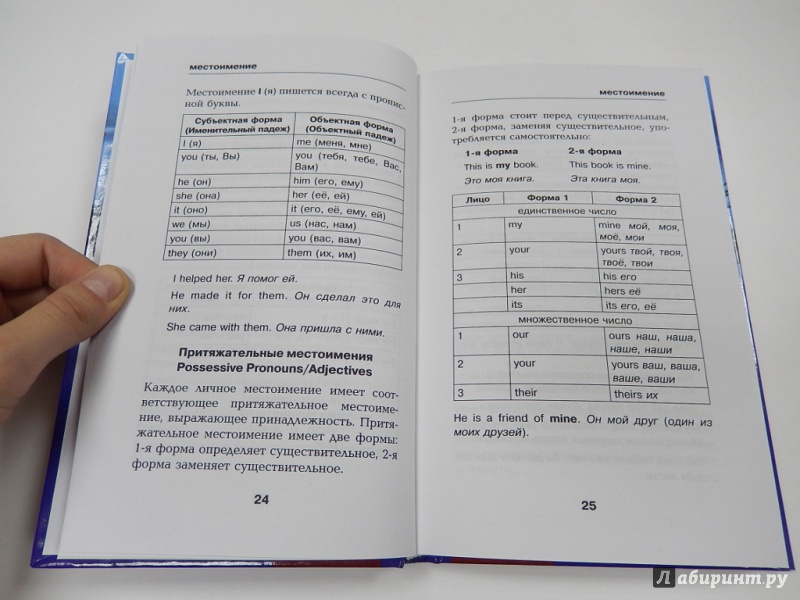 местоимение
Местоимение I (я) пишется всегда с пропис-
ной буквы.
Субъектная форма Объектная форма
(Именительный падеж) (Объектный падеж)
I (я) me (меня, мне)
you (ты, Вы) you (тебя, тебе, Вас,
Вам)
he (он) him (его, ему)
she (она) her (её, ей)
it (оно) it (его, её, ему, ей)
we (мы) us (нас, нам)
you (вы) you (вас, вам)
they (они) them (их, им)
I helped her. Я помог ей.
He made it for them. Он сделал это для
них.
She came with them. Она пришла с ними.
Притяжательные местоимения
Possessive Pronouns/Adjectives
Каждое личное местоимение имеет соот-
ветствующее притяжательное местоиме-
ние, выражающее принадлежность. Притя-
жательное местоимение имеет две формы:
1-я форма определяет существительное, 2-я
форма заменяет существительное.
24
местоимение
1-я форма стоит перед существительным,
2-я форма, заменяя существительное, упо-
требляется самостоятельно:
1-я форма 2-я форма
This is my book. This book is mine.
Это моя книга. Эта книга моя.
Лицо Форма 1 Форма 2
единственное число
1 my mine мой, моя,
моё, мои
2 your yours твой, твоя,
твоё, твои
3 his his его
her hers её
its its его, её
множественное число
1 our ours наш, наша,
наше, наши
2 your yours ваш, ваша,
ваше, ваши
3 their theirs их
He is a friend of mine. Он мой друг (один из
моих друзей).
25
Лабиринт.ру